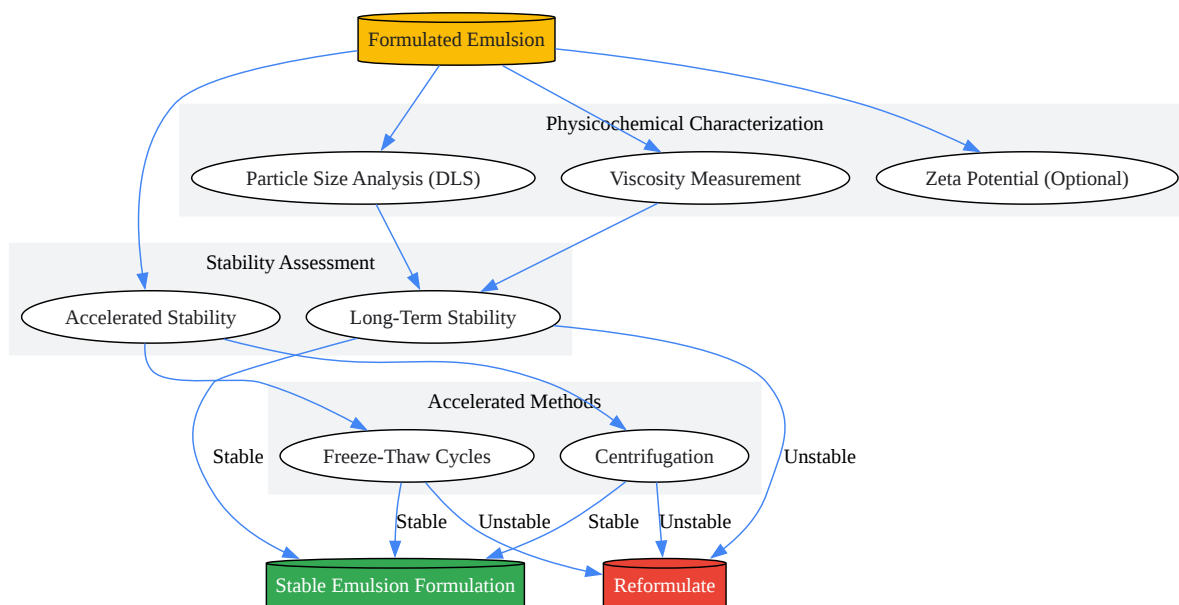 Formulated Emulsion
Physicochemical Characterization
Particle Size Analysis (DLS)
Viscosity Measurement
Zeta Potential (Optional)
Stability Assessment
Accelerated Stability
Long-Term Stability
Accelerated Methods
Freeze-Thaw Cycles
Centrifugation
Stable
Unstable
Stable
Unstable
Stable
Unstable
Stable Emulsion Formulation
Reformulate